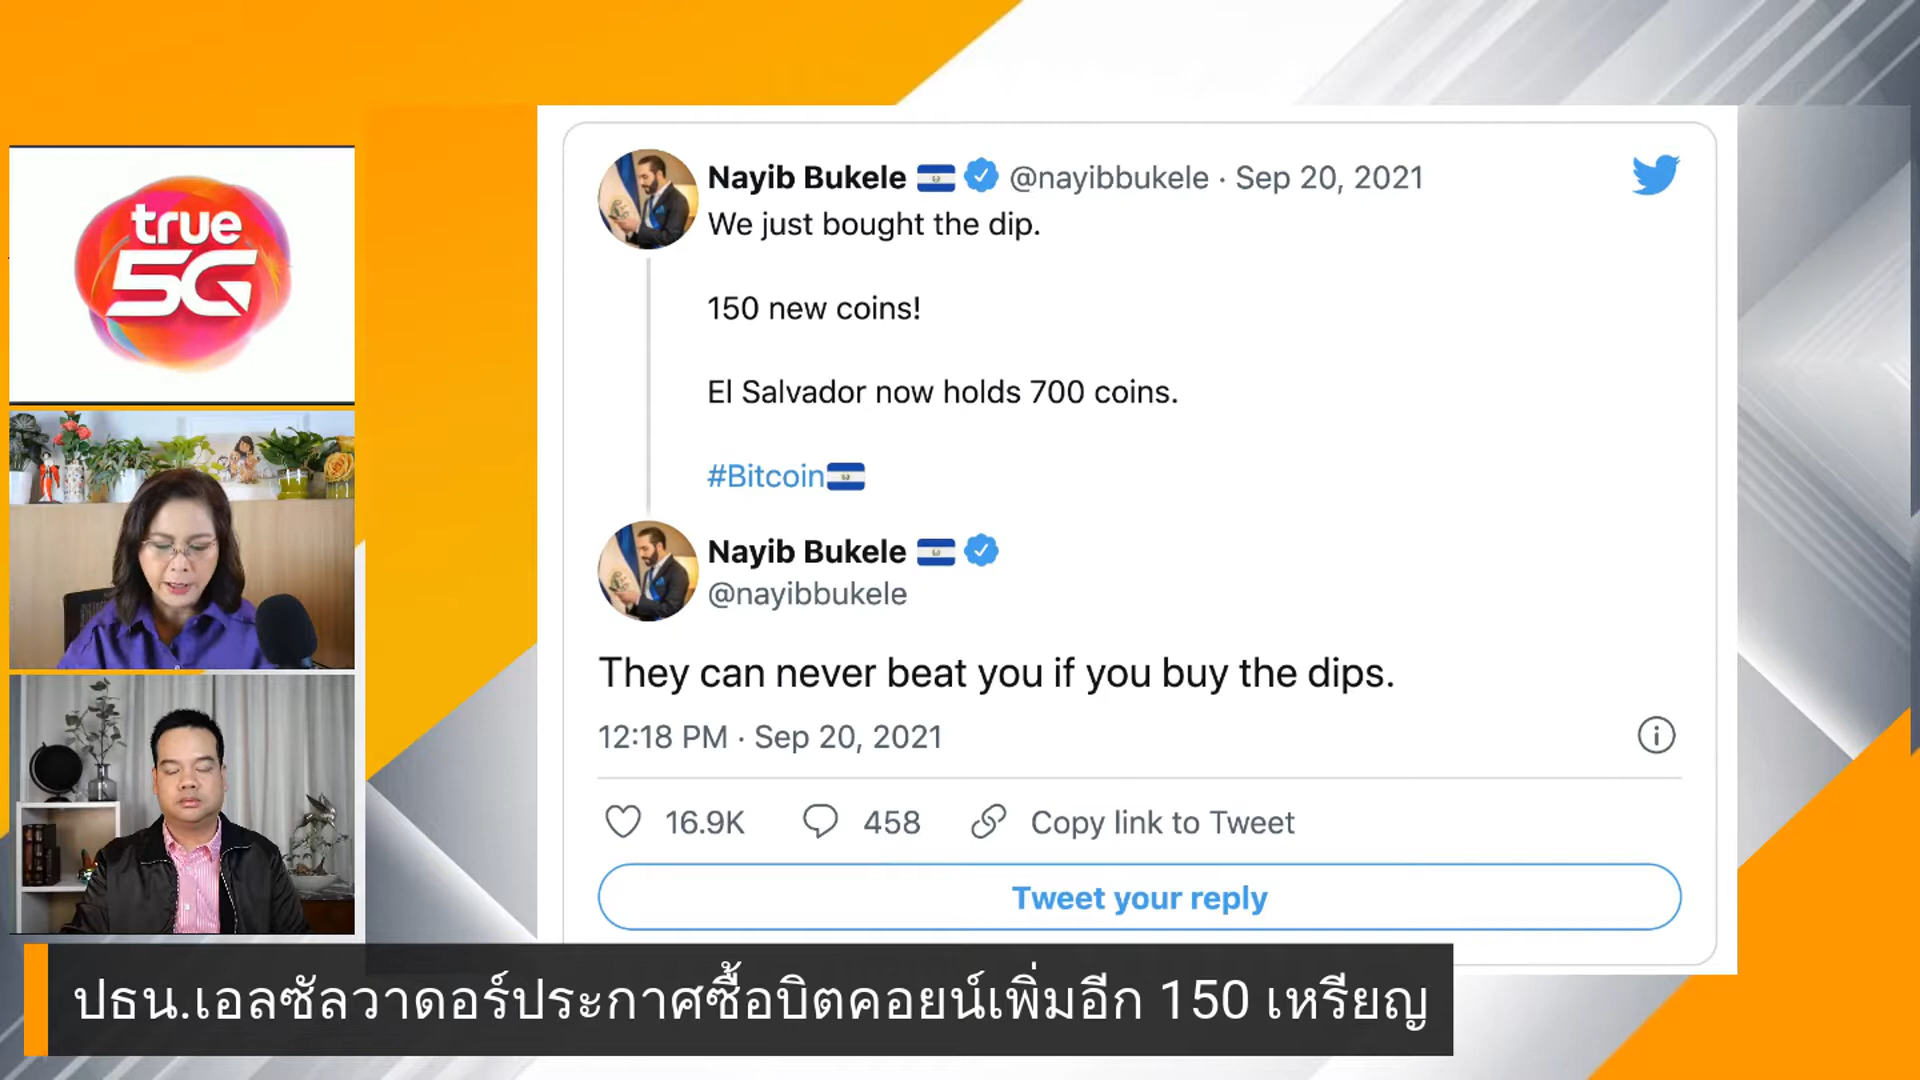 true
5G
Nayib Bukele @nayibbukele · Sep 20, 2021
We just bought the dip.
150 new coins!
El Salvador now holds 700 coins.
#Bitcoin
Nayib Bukele
@nayibbukele
They can never beat you if you buy the dips.
12:18 PM · Sep 20, 2021
16.9K 458 Copy link to Tweet
Tweet your reply
ปธน.เอลซัลวาดอร์ประกาศซื้อบิตคอยน์เพิ่มอีก 150 เหรียญ